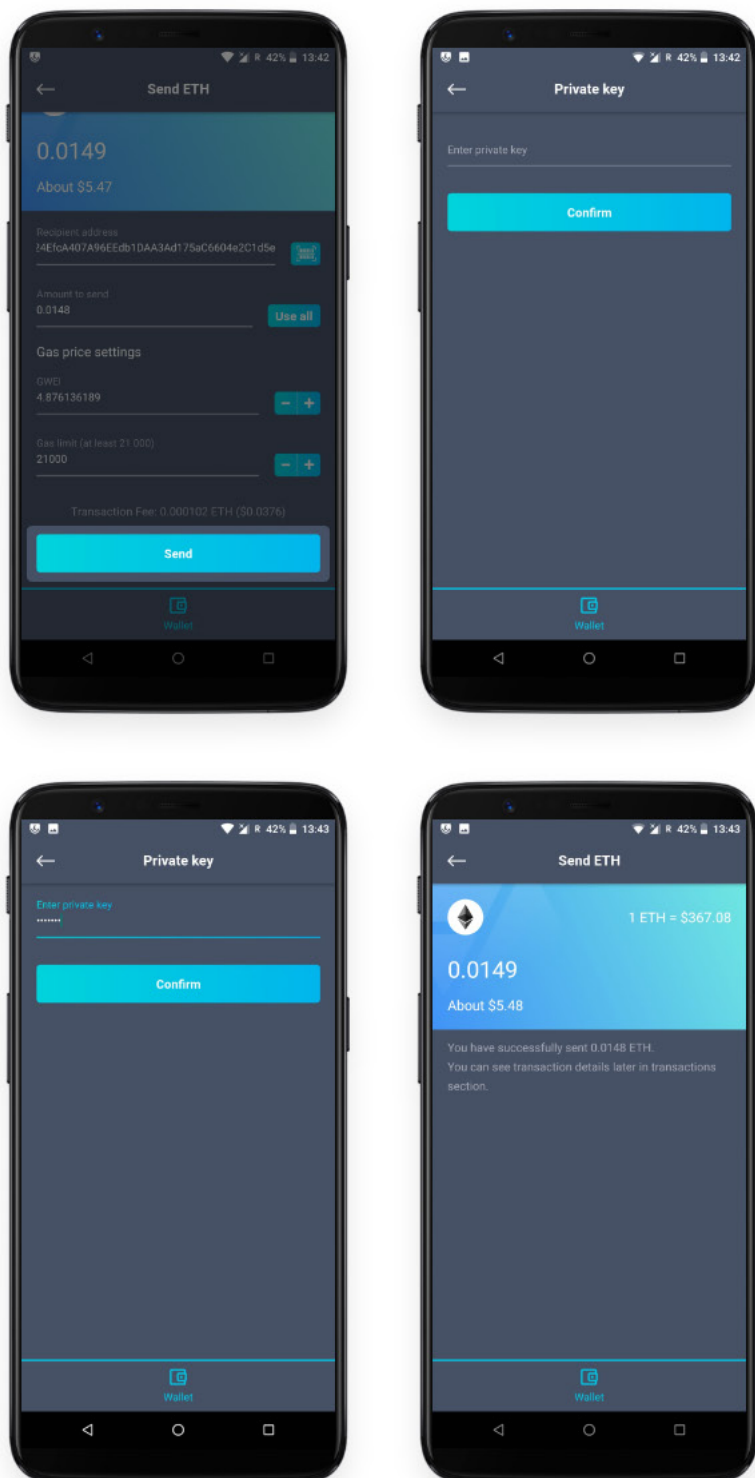 R 42% 13:42
Send ETH
0.0149
About $5.47
Recipient address
24EfcA407A96EEdb1DAA3Ad175aC6604e2C1d5e
Amount to send
0.0148
Use all
Gas price settings
GWEI
4.876136189
Gas limit (at least 21 000)
21000
Transaction Fee: 0.000102 ETH ($0.0376)
Send
Wallet
R 42% 13:42
Private key
Enter private key
Confirm
Wallet
R 42% 13:43
Private key
Enter private key
•••••••
Confirm
Wallet
R 42% 13:43
Send ETH
1 ETH = $367.08
0.0149
About $5.48
You have successfully sent 0.0148 ETH.
You can see transaction details later in transactions
section.
Wallet